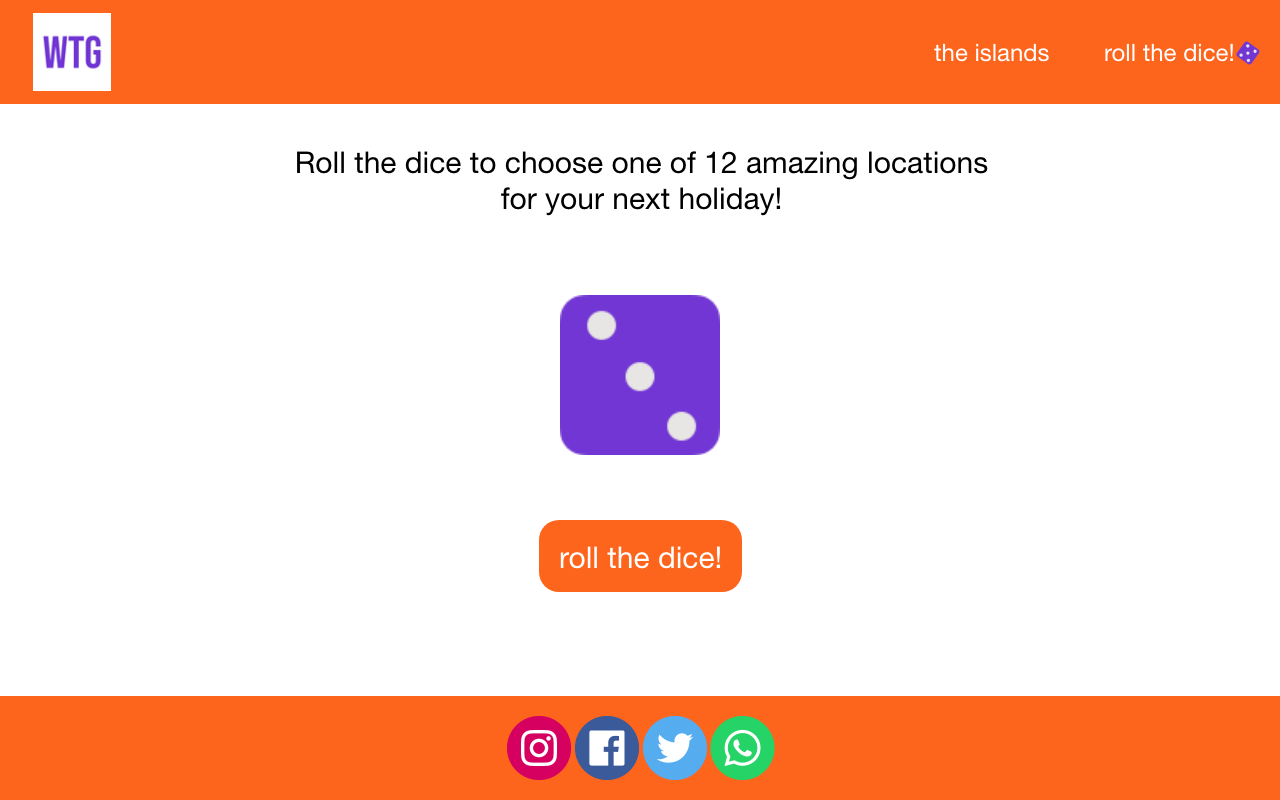 WTG
the islands
roll the dice!
Roll the dice to choose one of 12 amazing locations
for your next holiday!
roll the dice!